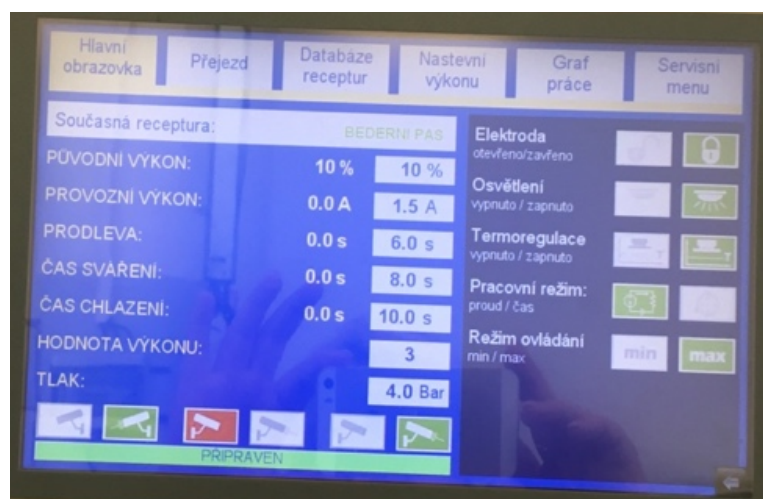 Hlavní
obrazovka
Přejezd
Databáze
receptur
Nastevní
výkonu
Graf
práce
Servisní
menu
Současná receptura: BEDERNI PAS
PŮVODNÍ VÝKON: 10 % 10 %
PROVOZNÍ VÝKON: 0.0 A 1.5 A
PRODLEVA: 0.0 s 6.0 s
ČAS SVÁŘENÍ: 0.0 s 8.0 s
ČAS CHLAZENÍ: 0.0 s 10.0 s
HODNOTA VÝKONU: 3
TLAK: 4.0 Bar
PŘIPRAVEN
Elektroda
otevřeno/zavřeno
Osvětlení
vypnuto / zapnuto
Termoregulace
vypnuto / zapnuto
T
T
Pracovní režim:
proud / čas
Režim ovládání
min / max
min max